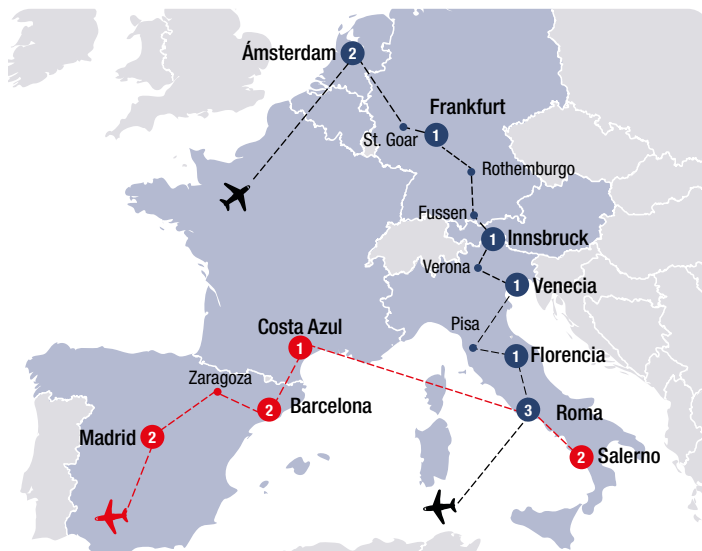 Ámsterdam
2
Frankfurt
1
St. Goar
Rothemburgo
Fussen
1
Innsbruck
Verona
1
Venecia
Costa Azul
1
Pisa
1
Florencia
Zaragoza
2
Barcelona
3
Roma
Madrid
2
2
Salerno